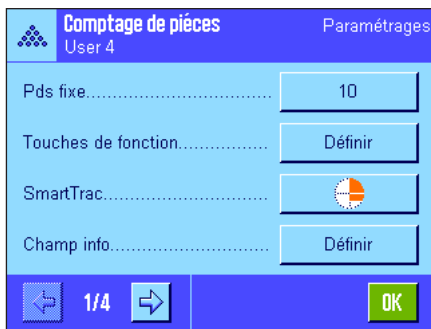 Comptage de pièces
Paramétrages
User 4
Pds fixe................................ 10
Touches de fonction................. Définir
SmartTrac............................
Champ info............................ Définir
1/4
OK